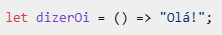 let dizerOi = () => "Olá!";